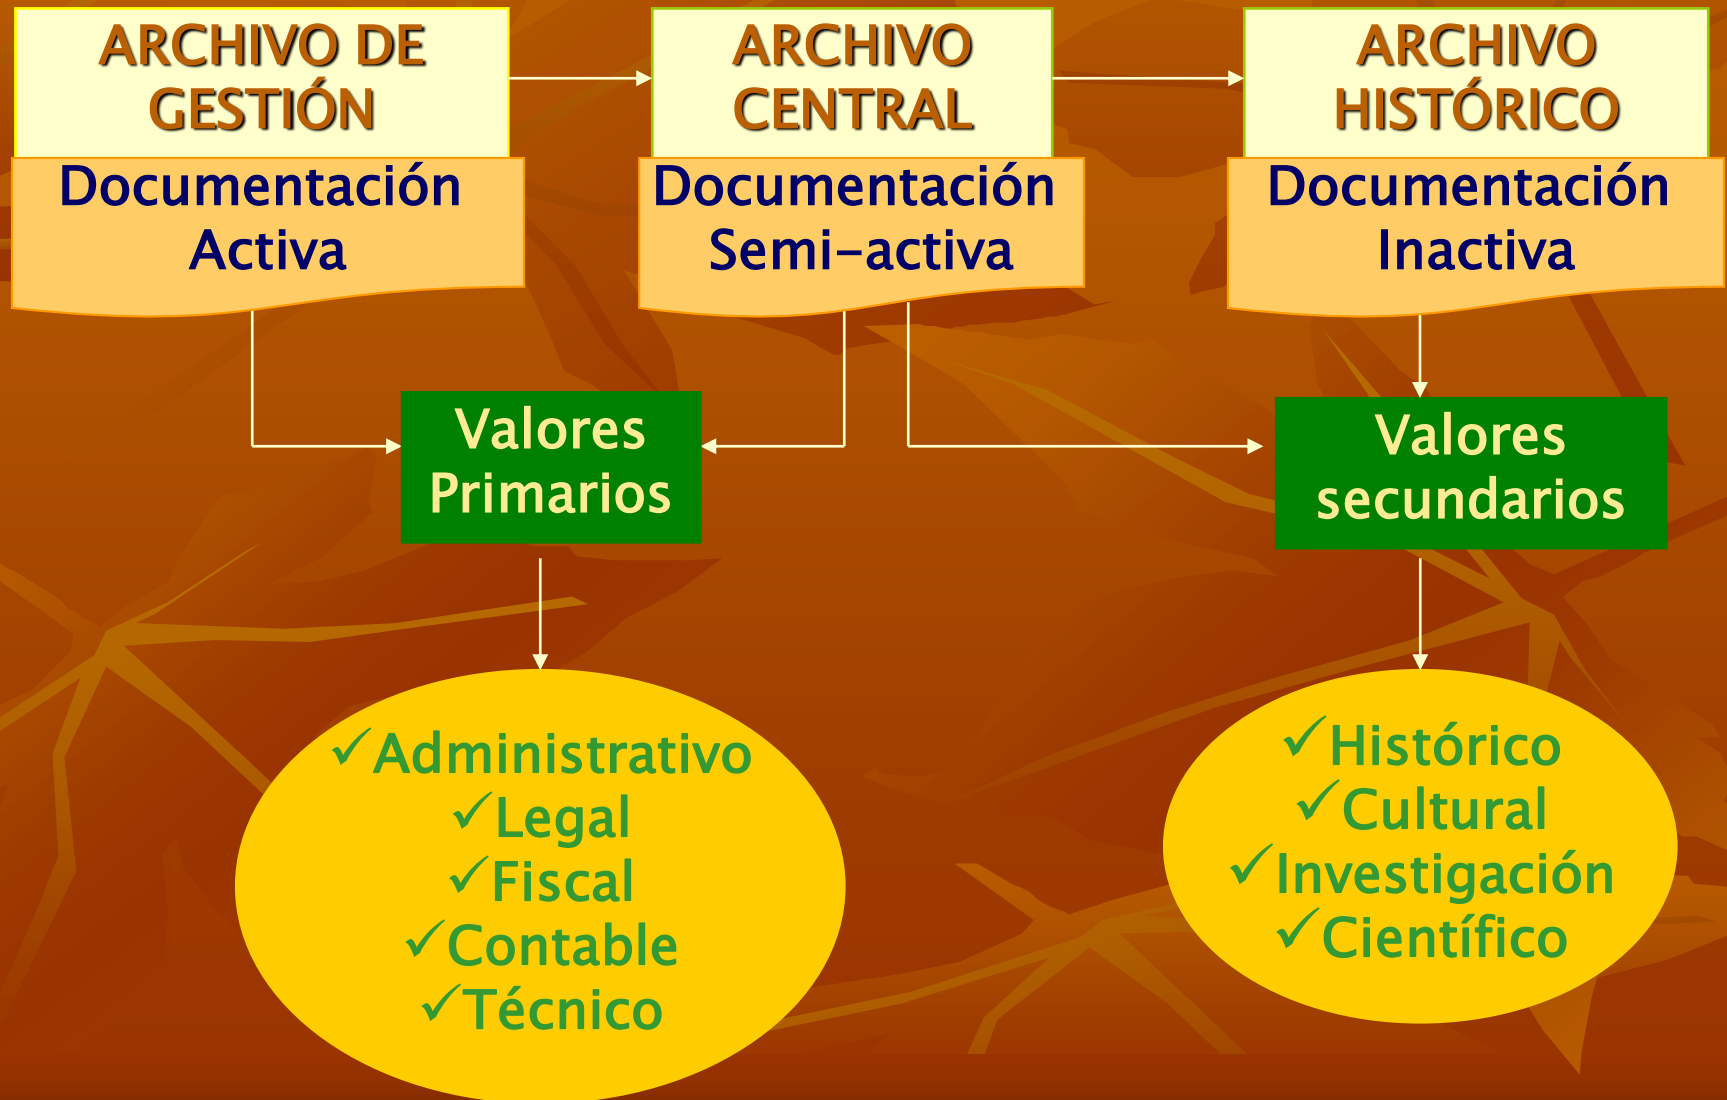 ARCHIVO DE
GESTIÓN
Documentación
Activa
ARCHIVO
CENTRAL
Documentación
Semi-activa
ARCHIVO
HISTÓRICO
Documentación
Inactiva
Valores
Primarios
Valores
secundarios
✓Administrativo
✓Legal
✓Fiscal
✓Contable
✓Técnico
✓Histórico
✓Cultural
✓Investigación
✓Científico